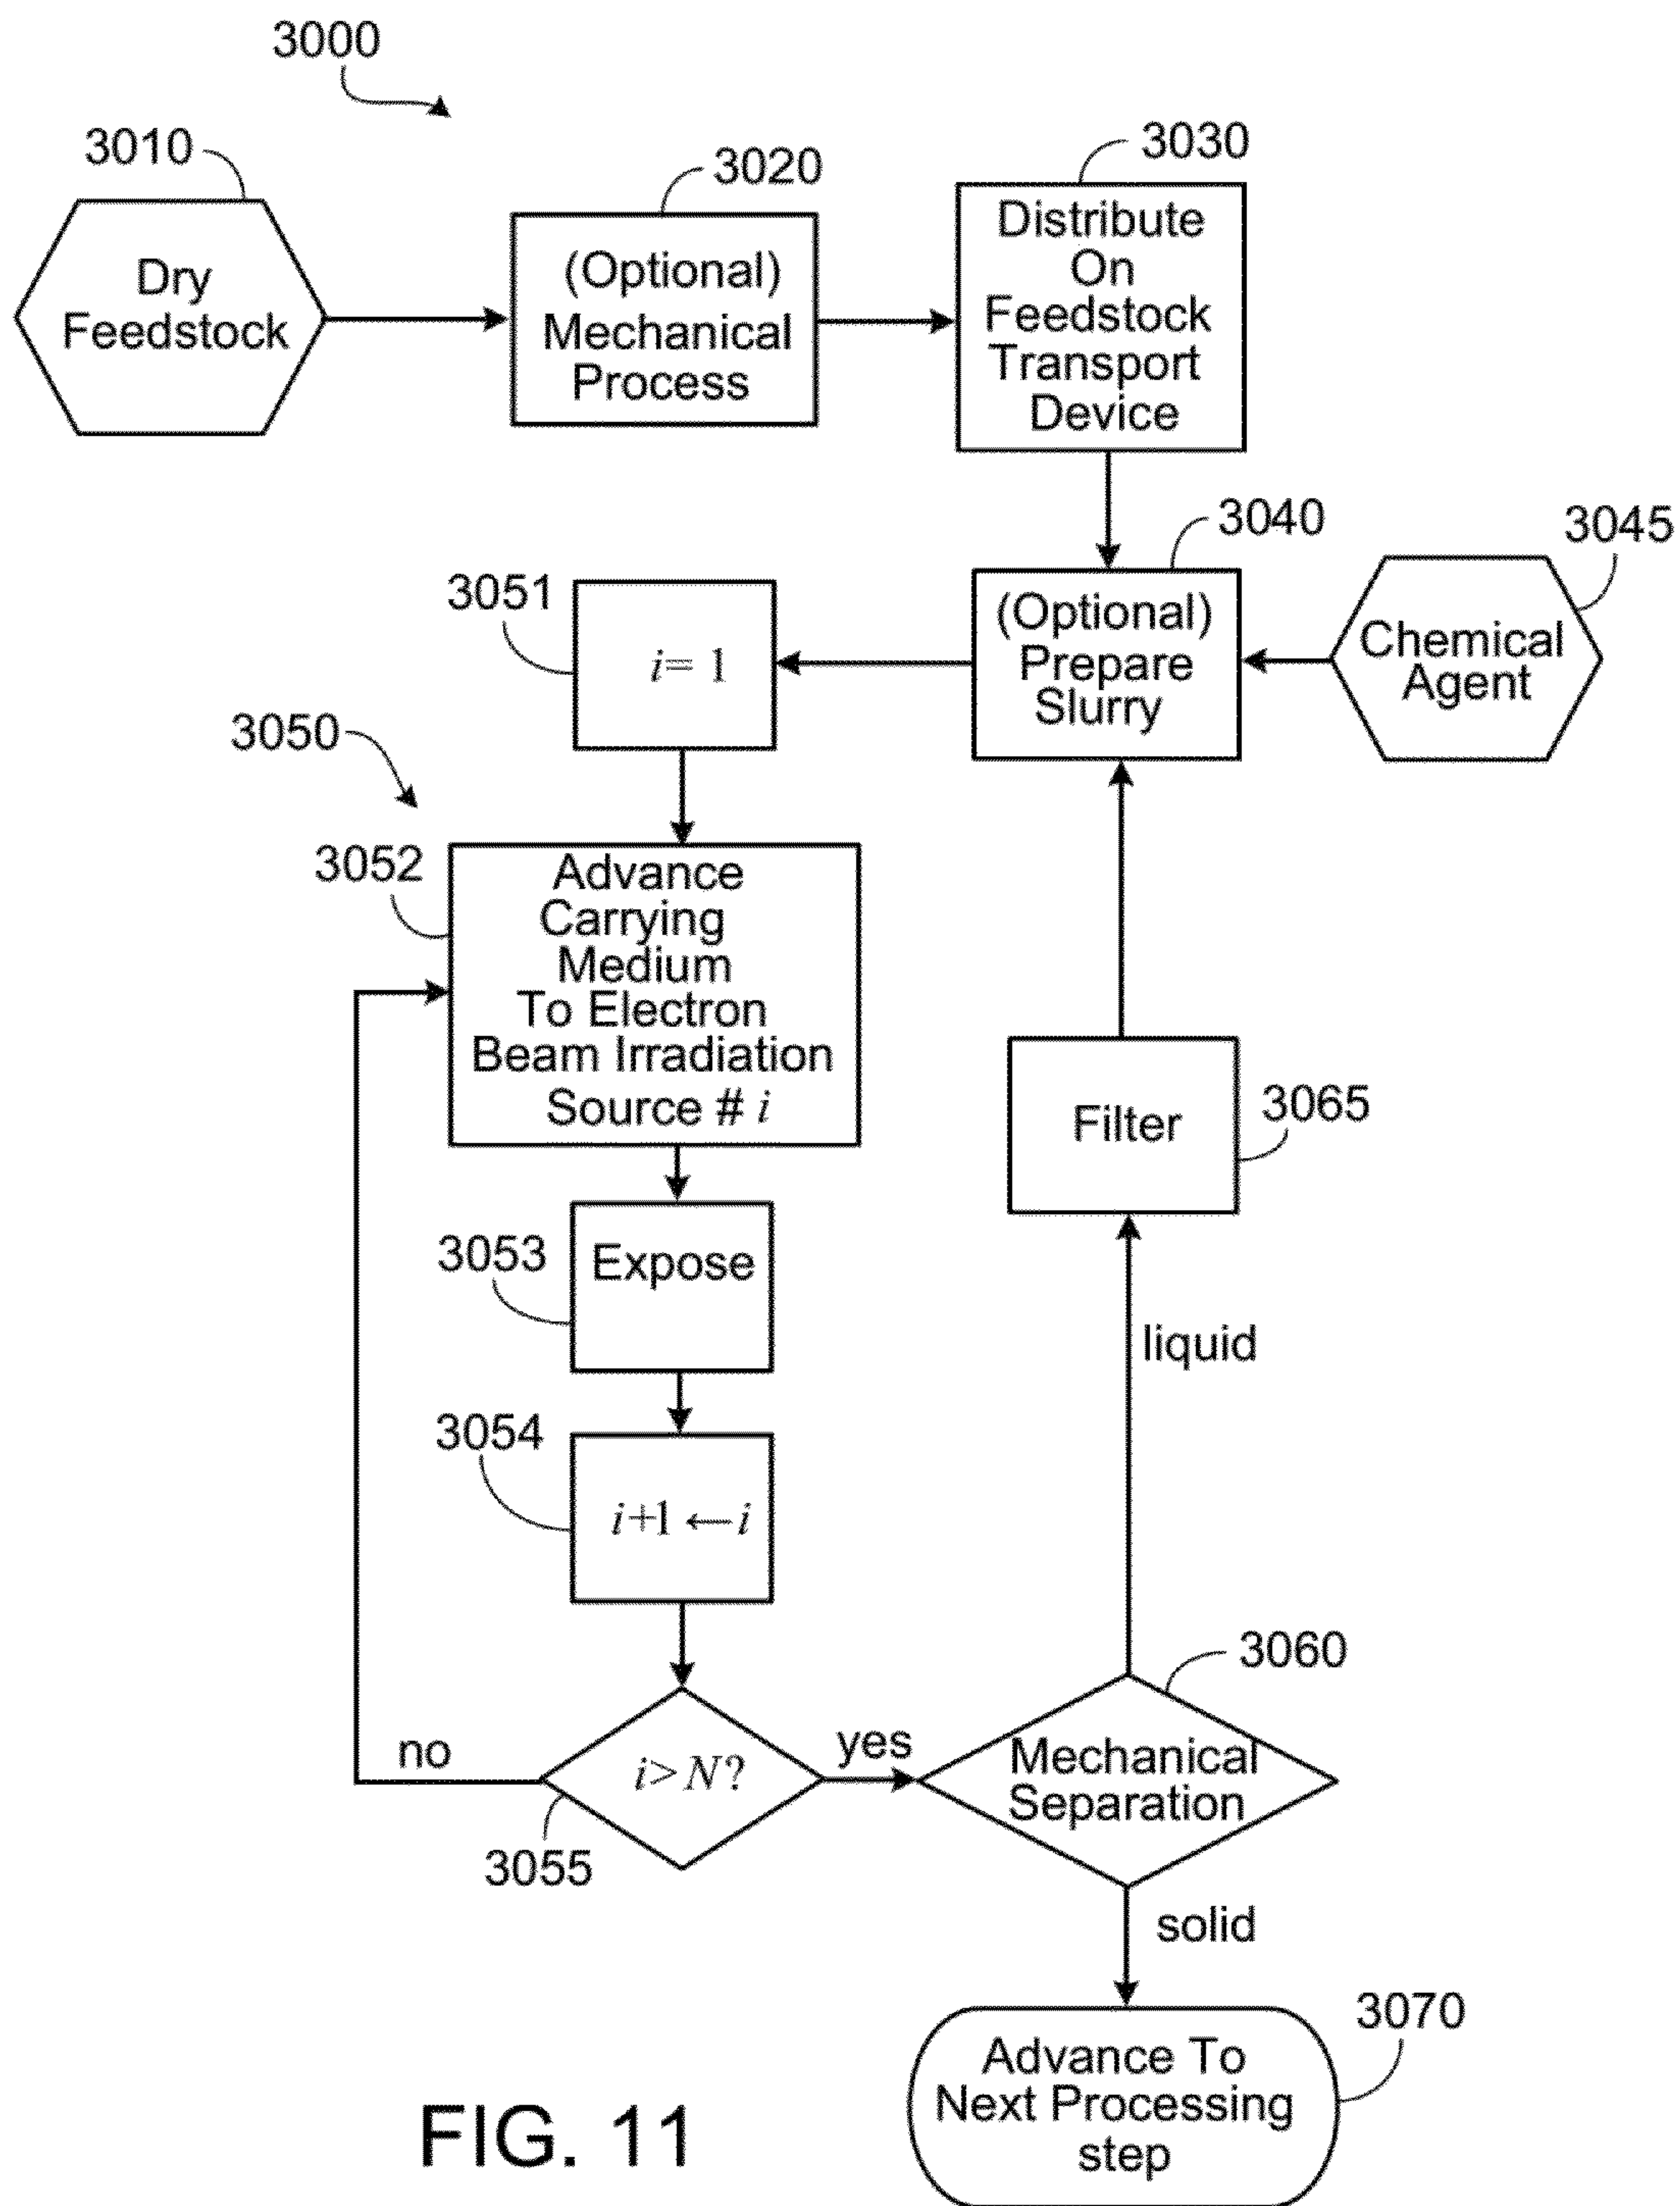 3000
3010
Dry
Feedstock
3020
(Optional)
Mechanical
Process
3030
Distribute
On
Feedstock
Transport
Device
3040
(Optional)
Prepare
Slurry
3045
Chemical
Agent
3051
i= 1
3050
3052
Advance
Carrying
Medium
To Electron
Beam Irradiation
Source # i
3053
Expose
3054
i+1 ←i
3055
i> N?
no
yes
3060
Mechanical
Separation
liquid
3065
Filter
solid
3070
Advance To
Next Processing
step
FIG. 11